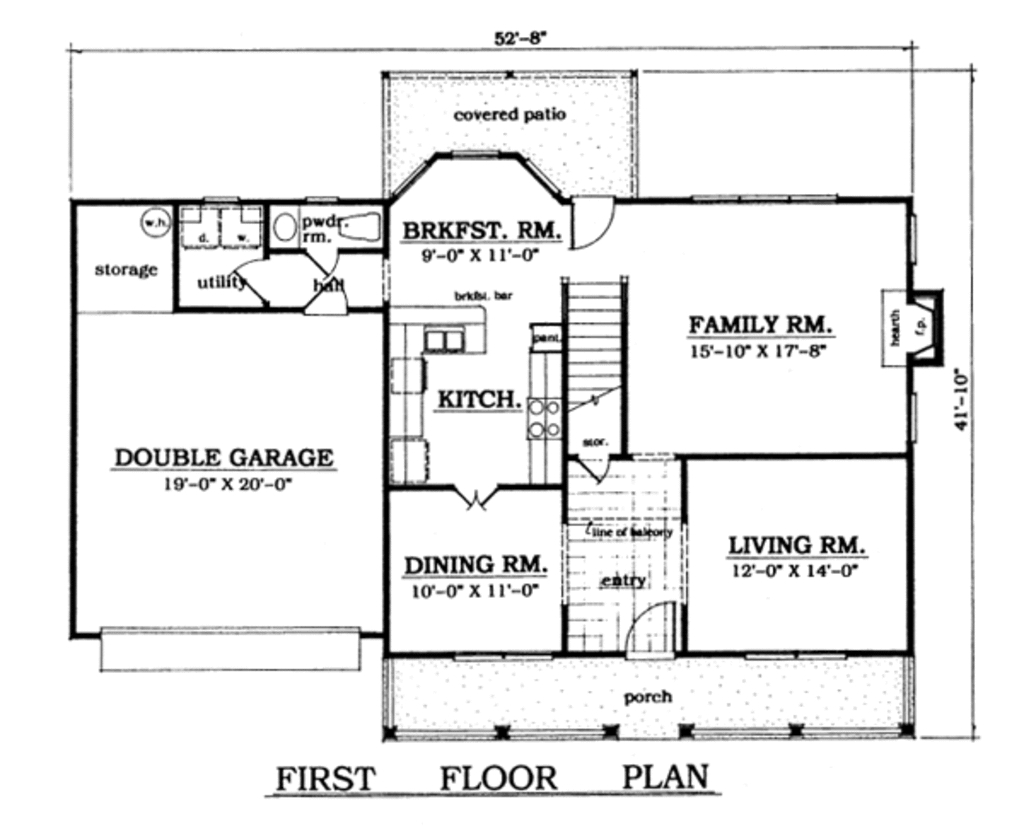 52'-8"
covered patio
w.h.
d.
w.
pwdr.
rm.
BRKFST. RM.
9'-0" X 11'-0"
storage
utility
hall
brkfst. bar
pant.
FAMILY RM.
15'-10" X 17'-8"
hearth
f.p.
41'-10"
KITCH.
stor.
DOUBLE GARAGE
19'-0" X 20'-0"
line of balcony
LIVING RM.
12'-0" X 14'-0"
DINING RM.
10'-0" X 11'-0"
entry
porch
FIRST FLOOR PLAN